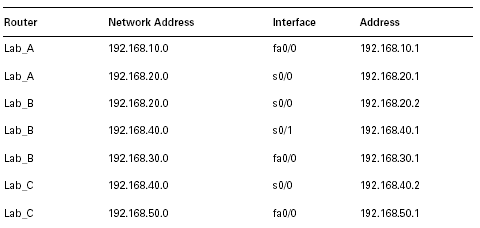 Router Network Address Interface Address
Lab_A 192.168.10.0 fa0/0 192.168.10.1
Lab_A 192.168.20.0 s0/0 192.168.20.1
Lab_B 192.168.20.0 s0/0 192.168.20.2
Lab_B 192.168.40.0 s0/1 192.168.40.1
Lab_B 192.168.30.0 fa0/0 192.168.30.1
Lab_C 192.168.40.0 s0/0 192.168.40.2
Lab_C 192.168.50.0 fa0/0 192.168.50.1